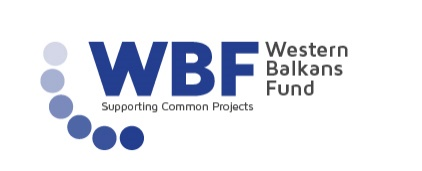 WBF
Western
Balkans
Fund
Supporting Common Projects